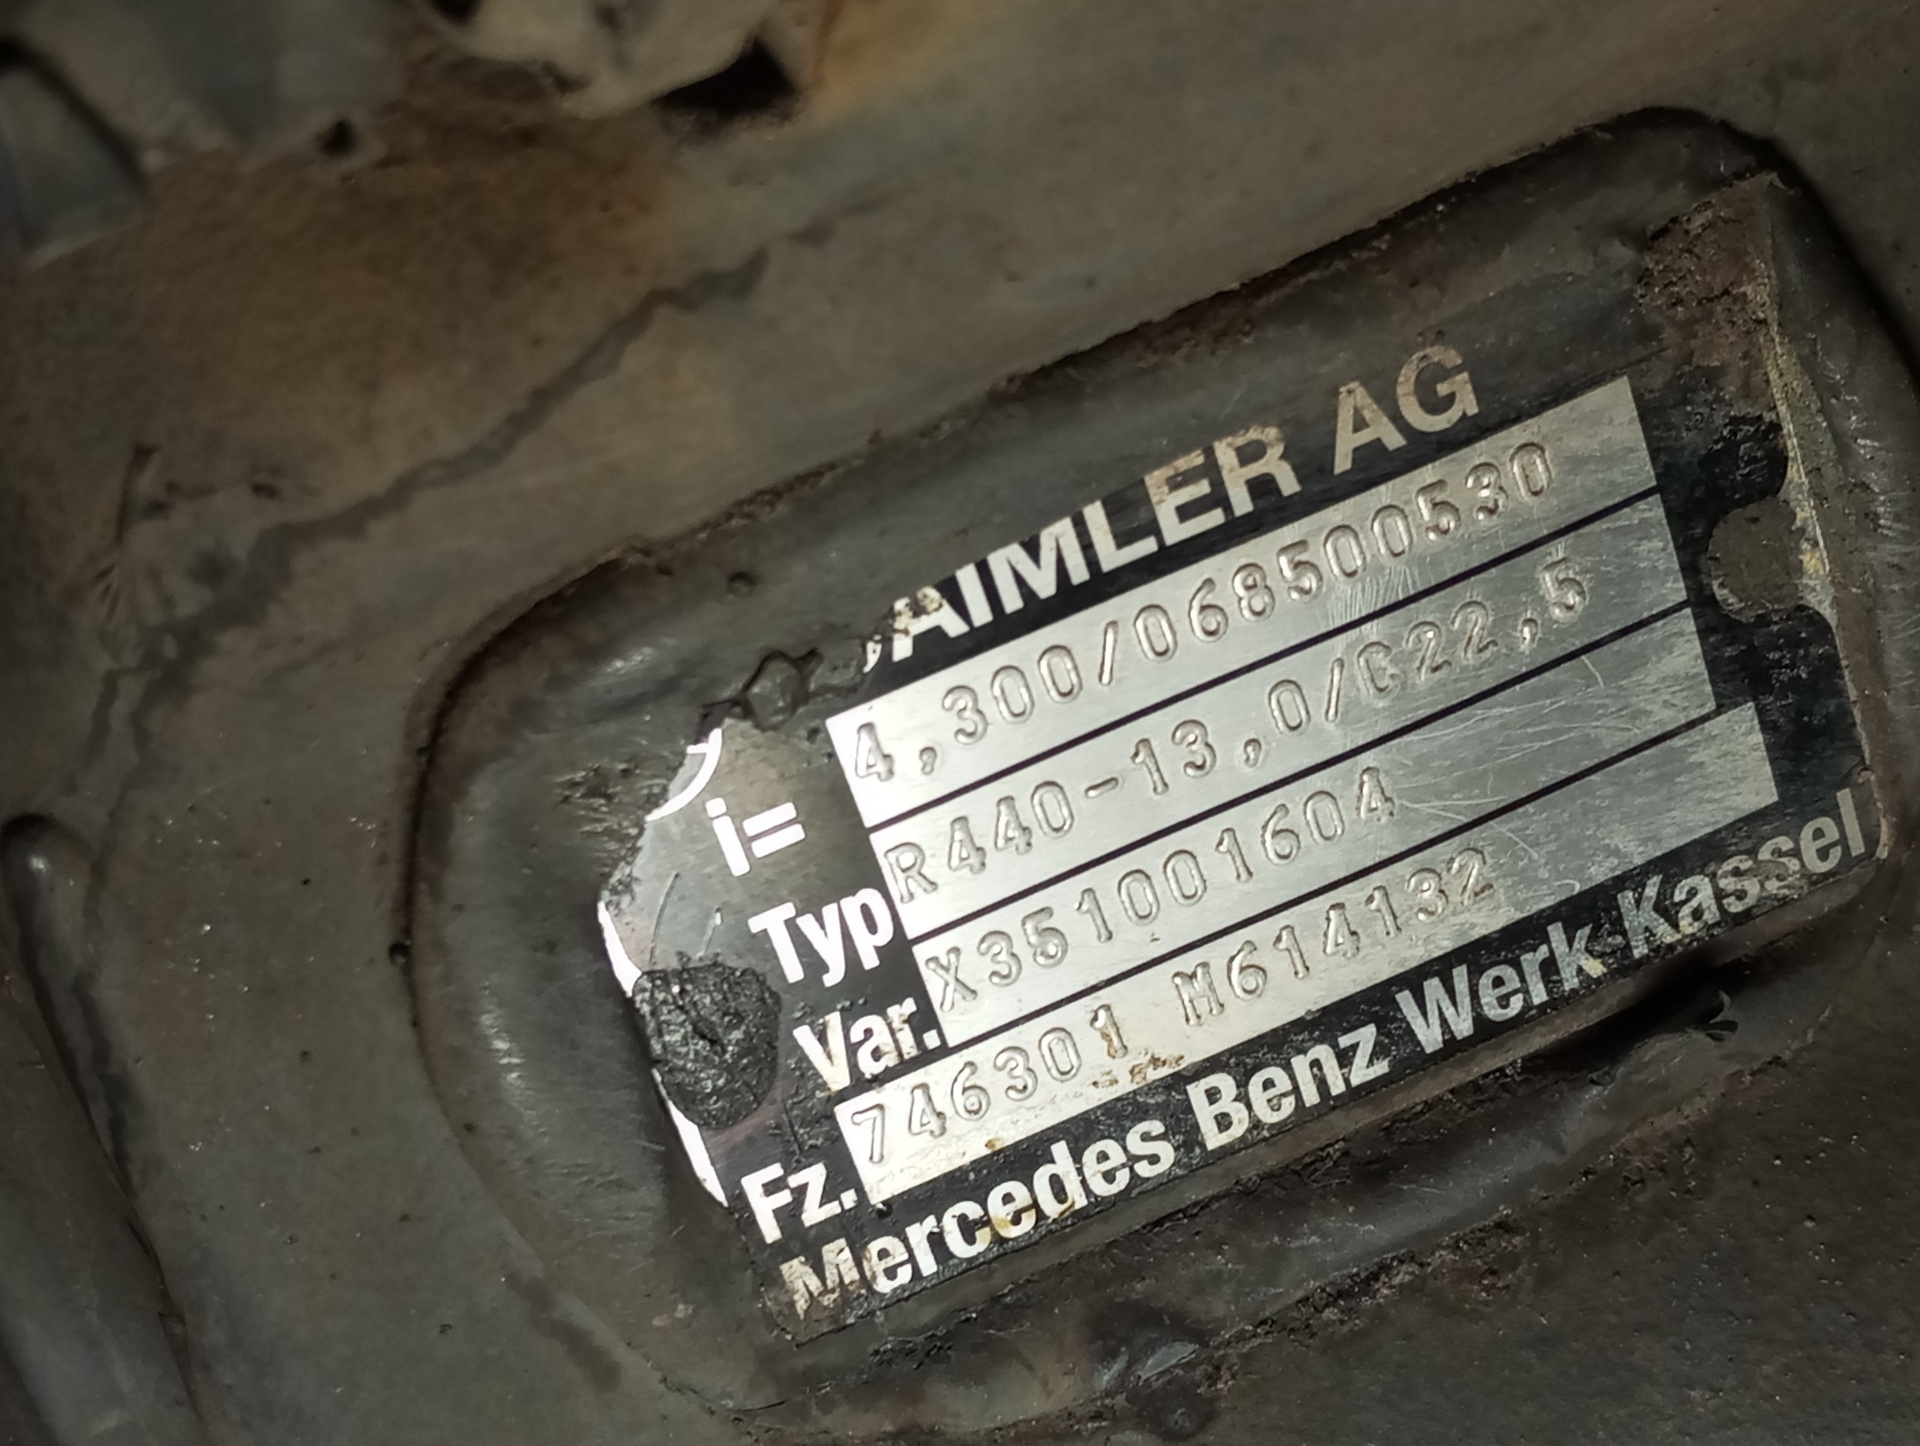 DAIMLER AG
i= 4,300/068500530
Typ R440-13,0/C22,5
Var. X351001604
Fz. 746301 M614132
Mercedes Benz Werk Kassel